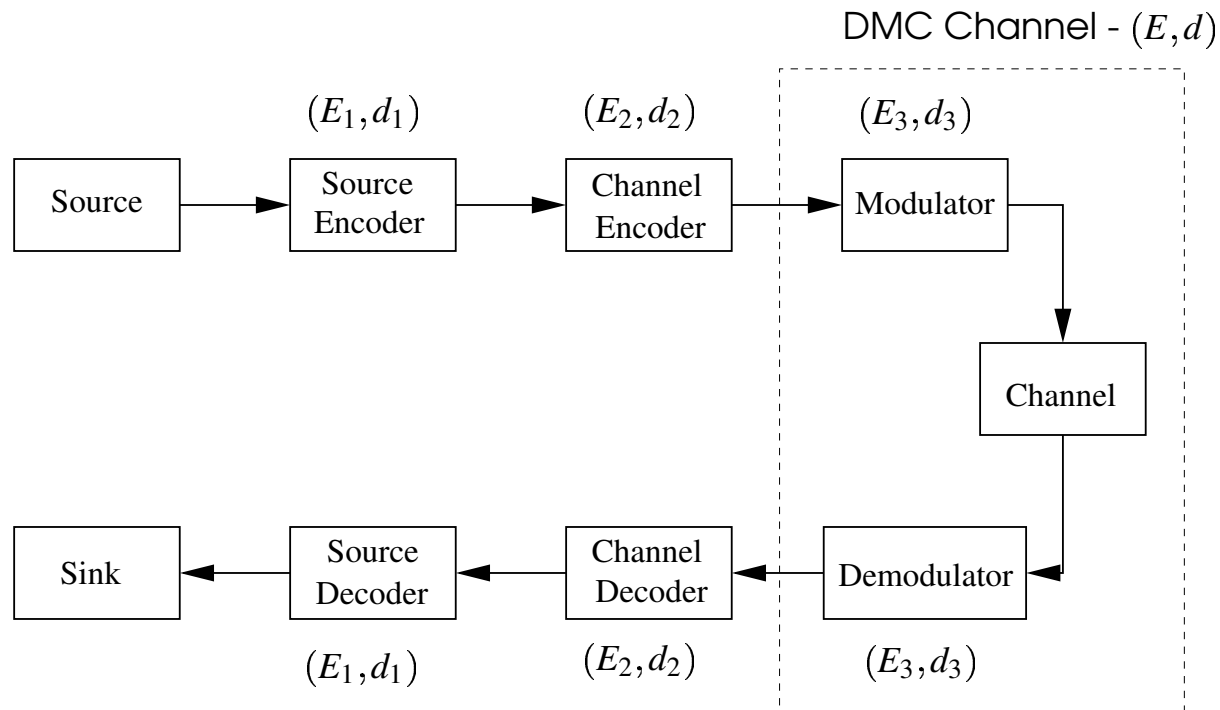 DMC Channel - (E,d)
(E₁,d₁)
(E₂,d₂)
(E₃,d₃)
Source
Source
Encoder
Channel
Encoder
Modulator
Channel
Sink
Source
Decoder
Channel
Decoder
Demodulator
(E₁,d₁)
(E₂,d₂)
(E₃,d₃)